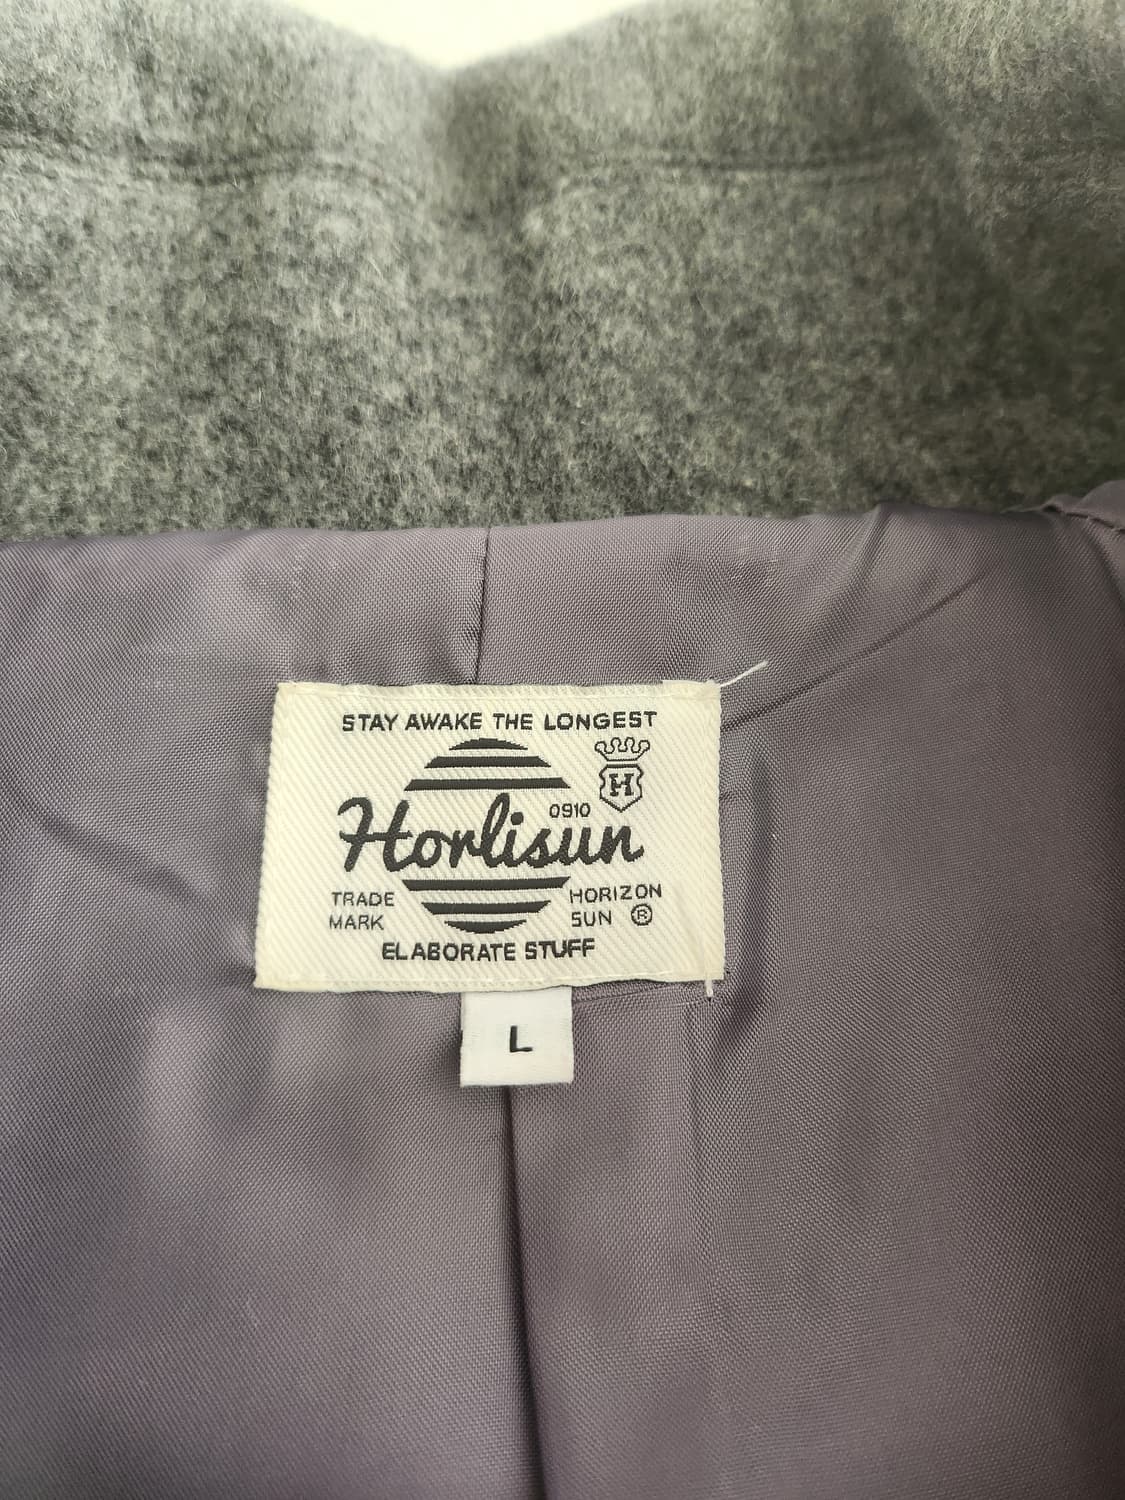 STAY AWAKE THE LONGEST
H
0910
Horlisun
TRADE MARK
HORIZON SUN ®
ELABORATE STUFF
L